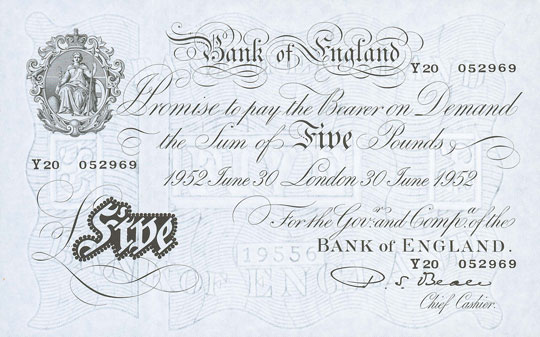 Bank of England
Y20 052969
I Promise to pay the Bearer on Demand
the Sum of Five Pounds
Y20 052969
1952 June 30 London 30 June 1952
For the Govr. and Compa. of the
BANK of ENGLAND.
£Five
Y20 052969
Chief Cashier.